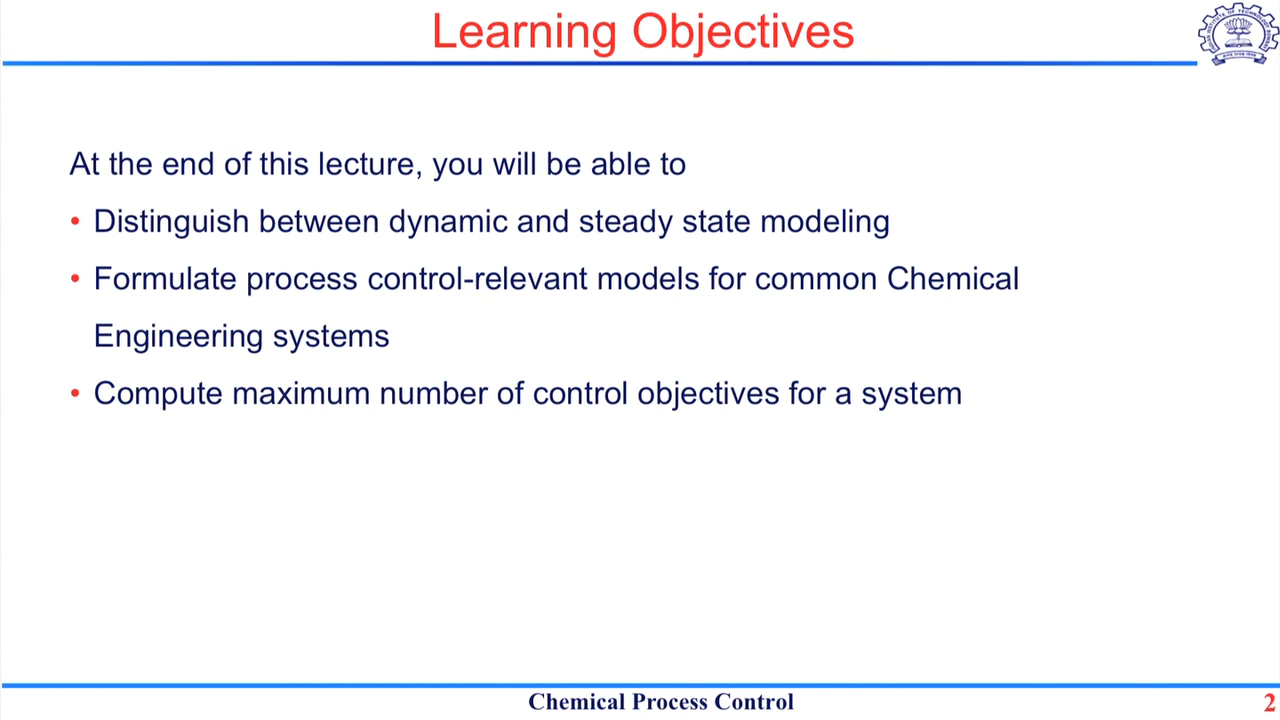 Learning Objectives
At the end of this lecture, you will be able to
• Distinguish between dynamic and steady state modeling
• Formulate process control-relevant models for common Chemical
Engineering systems
• Compute maximum number of control objectives for a system
Chemical Process Control
2